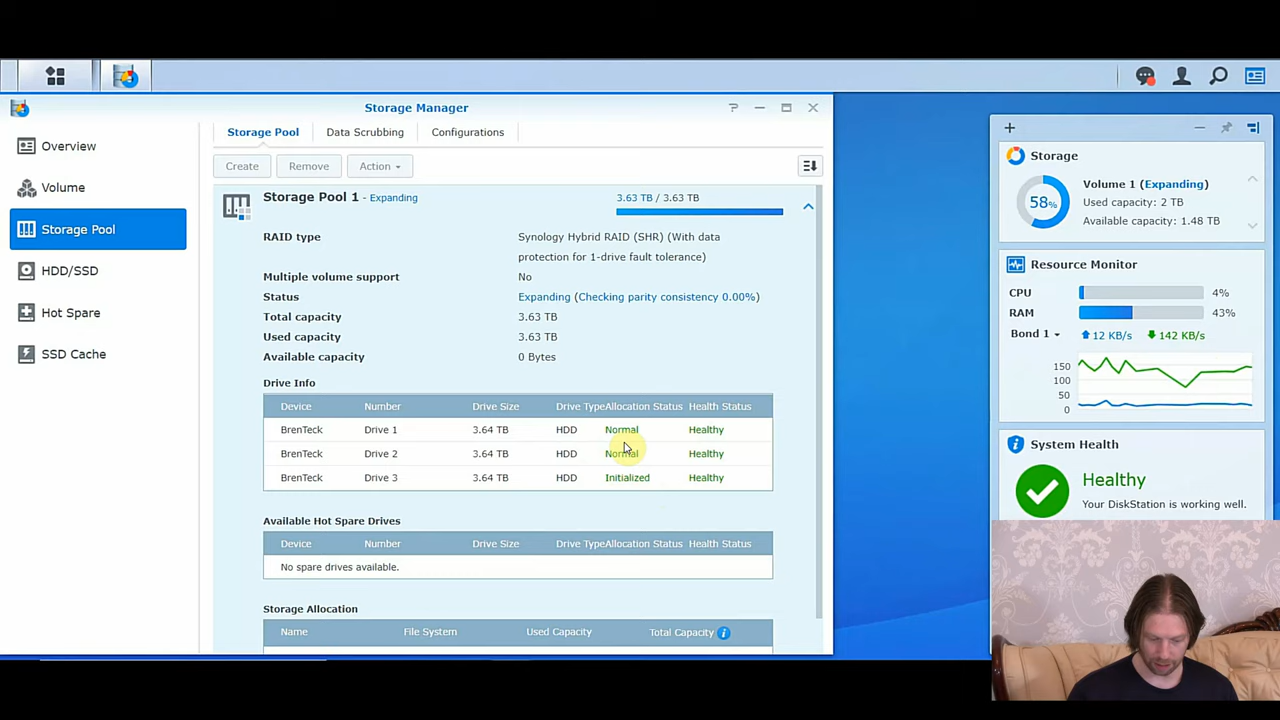 Storage Manager
?
Overview
Volume
Storage Pool
HDD/SSD
Hot Spare
SSD Cache
Storage Pool
Data Scrubbing
Configurations
Create
Remove
Action
Storage Pool 1 - Expanding
3.63 TB / 3.63 TB
RAID type
Synology Hybrid RAID (SHR) (With data
protection for 1-drive fault tolerance)
Multiple volume support
No
Status
Expanding (Checking parity consistency 0.00%)
Total capacity
3.63 TB
Used capacity
3.63 TB
Available capacity
0 Bytes
Drive Info
Device Number Drive Size Drive Type Allocation Status Health Status
BrenTeck Drive 1 3.64 TB HDD Normal Healthy
BrenTeck Drive 2 3.64 TB HDD Normal Healthy
BrenTeck Drive 3 3.64 TB HDD Initialized Healthy
Available Hot Spare Drives
Device Number Drive Size Drive Type Allocation Status Health Status
No spare drives available.
Storage Allocation
Name File System Used Capacity Total Capacity
Storage
58%
Volume 1 (Expanding)
Used capacity: 2 TB
Available capacity: 1.48 TB
Resource Monitor
CPU 4%
RAM 43%
Bond 1 12 KB/s 142 KB/s
150
100
50
0
System Health
Healthy
Your DiskStation is working well.